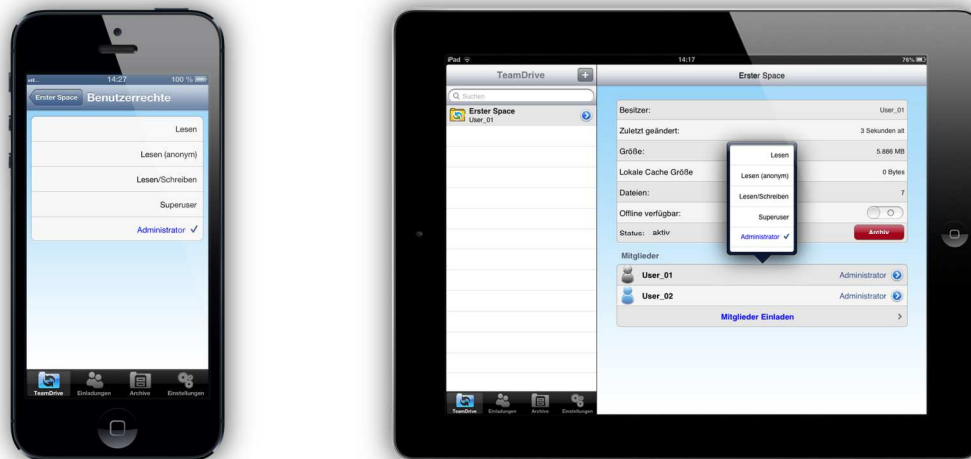 14:27
100 %
Erster Space
Benutzerrechte
Lesen
Lesen (anonym)
Lesen/Schreiben
Superuser
Administrator
TeamDrive
Einladungen
Archive
Einstellungen
iPad
14:17
76%
TeamDrive
+
Erster Space
Suchen
Erster Space
User_01
Besitzer: User_01
Zuletzt geändert: 3 Sekunden alt
Größe: 5.886 MB
Lokale Cache Größe 0 Bytes
Dateien: 7
Offline verfügbar:
Status: aktiv Archiv
Lesen
Lesen (anonym)
Lesen/Schreiben
Superuser
Administrator
Mitglieder
User_01 Administrator
User_02 Administrator
Mitglieder Einladen
TeamDrive
Einladungen
Archive
Einstellungen